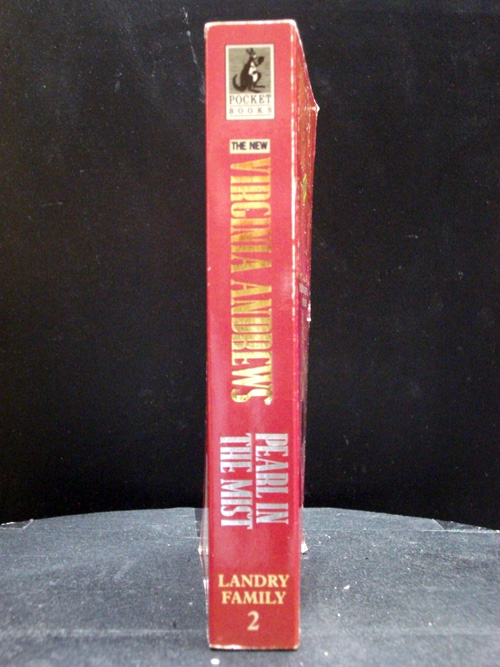 POCKET
BOOKS
THE NEW
VIRGINIA ANDREWS
PEARL IN
THE MIST
LANDRY
FAMILY
2